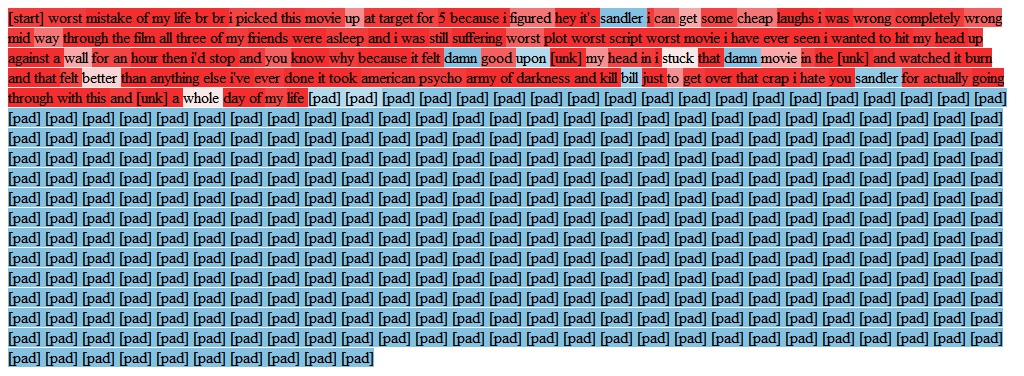 [start] worst mistake of my life br br i picked this movie up at target for 5 because i figured hey it's sandler i can get some cheap laughs i was wrong completely wrong
mid way through the film all three of my friends were asleep and i was still suffering worst plot worst script worst movie i have ever seen i wanted to hit my head up
against a wall for an hour then i'd stop and you know why because it felt damn good upon [unk] my head in i stuck that damn movie in the [unk] and watched it burn
and that felt better than anything else i've ever done it took american psycho army of darkness and kill bill just to get over that crap i hate you sandler for actually going
through with this and [unk] a whole day of my life [pad] [pad] [pad] [pad] [pad] [pad] [pad] [pad] [pad] [pad] [pad] [pad] [pad] [pad] [pad] [pad] [pad] [pad] [pad]
[pad] [pad] [pad] [pad] [pad] [pad] [pad] [pad] [pad] [pad] [pad] [pad] [pad] [pad] [pad] [pad] [pad] [pad] [pad] [pad] [pad] [pad] [pad] [pad] [pad] [pad] [pad]
[pad] [pad] [pad] [pad] [pad] [pad] [pad] [pad] [pad] [pad] [pad] [pad] [pad] [pad] [pad] [pad] [pad] [pad] [pad] [pad] [pad] [pad] [pad] [pad] [pad] [pad] [pad]
[pad] [pad] [pad] [pad] [pad] [pad] [pad] [pad] [pad] [pad] [pad] [pad] [pad] [pad] [pad] [pad] [pad] [pad] [pad] [pad] [pad] [pad] [pad] [pad] [pad] [pad] [pad]
[pad] [pad] [pad] [pad] [pad] [pad] [pad] [pad] [pad] [pad] [pad] [pad] [pad] [pad] [pad] [pad] [pad] [pad] [pad] [pad] [pad] [pad] [pad] [pad] [pad] [pad] [pad]
[pad] [pad] [pad] [pad] [pad] [pad] [pad] [pad] [pad] [pad] [pad] [pad] [pad] [pad] [pad] [pad] [pad] [pad] [pad] [pad] [pad] [pad] [pad] [pad] [pad] [pad] [pad]
[pad] [pad] [pad] [pad] [pad] [pad] [pad] [pad] [pad] [pad] [pad] [pad] [pad] [pad] [pad] [pad] [pad] [pad] [pad] [pad] [pad] [pad] [pad] [pad] [pad] [pad] [pad]
[pad] [pad] [pad] [pad] [pad] [pad] [pad] [pad] [pad] [pad] [pad] [pad] [pad] [pad] [pad] [pad] [pad] [pad] [pad] [pad] [pad] [pad] [pad] [pad] [pad] [pad] [pad]
[pad] [pad] [pad] [pad] [pad] [pad] [pad] [pad] [pad] [pad] [pad] [pad] [pad] [pad] [pad] [pad] [pad] [pad] [pad] [pad] [pad] [pad] [pad] [pad] [pad] [pad] [pad]
[pad] [pad] [pad] [pad] [pad] [pad] [pad] [pad] [pad] [pad] [pad] [pad] [pad] [pad] [pad] [pad] [pad] [pad] [pad] [pad] [pad] [pad] [pad] [pad] [pad] [pad] [pad]
[pad] [pad] [pad] [pad] [pad] [pad] [pad] [pad] [pad] [pad] [pad] [pad] [pad] [pad] [pad] [pad] [pad] [pad] [pad] [pad] [pad] [pad] [pad] [pad] [pad] [pad] [pad]
[pad] [pad] [pad] [pad] [pad] [pad] [pad] [pad] [pad] [pad] [pad] [pad] [pad] [pad] [pad] [pad] [pad] [pad] [pad] [pad] [pad] [pad] [pad] [pad] [pad] [pad] [pad]
[pad] [pad] [pad] [pad] [pad] [pad] [pad] [pad] [pad] [pad] [pad] [pad] [pad] [pad] [pad] [pad] [pad] [pad] [pad] [pad] [pad] [pad] [pad] [pad] [pad] [pad] [pad]
[pad] [pad] [pad] [pad] [pad] [pad] [pad] [pad] [pad] [pad]